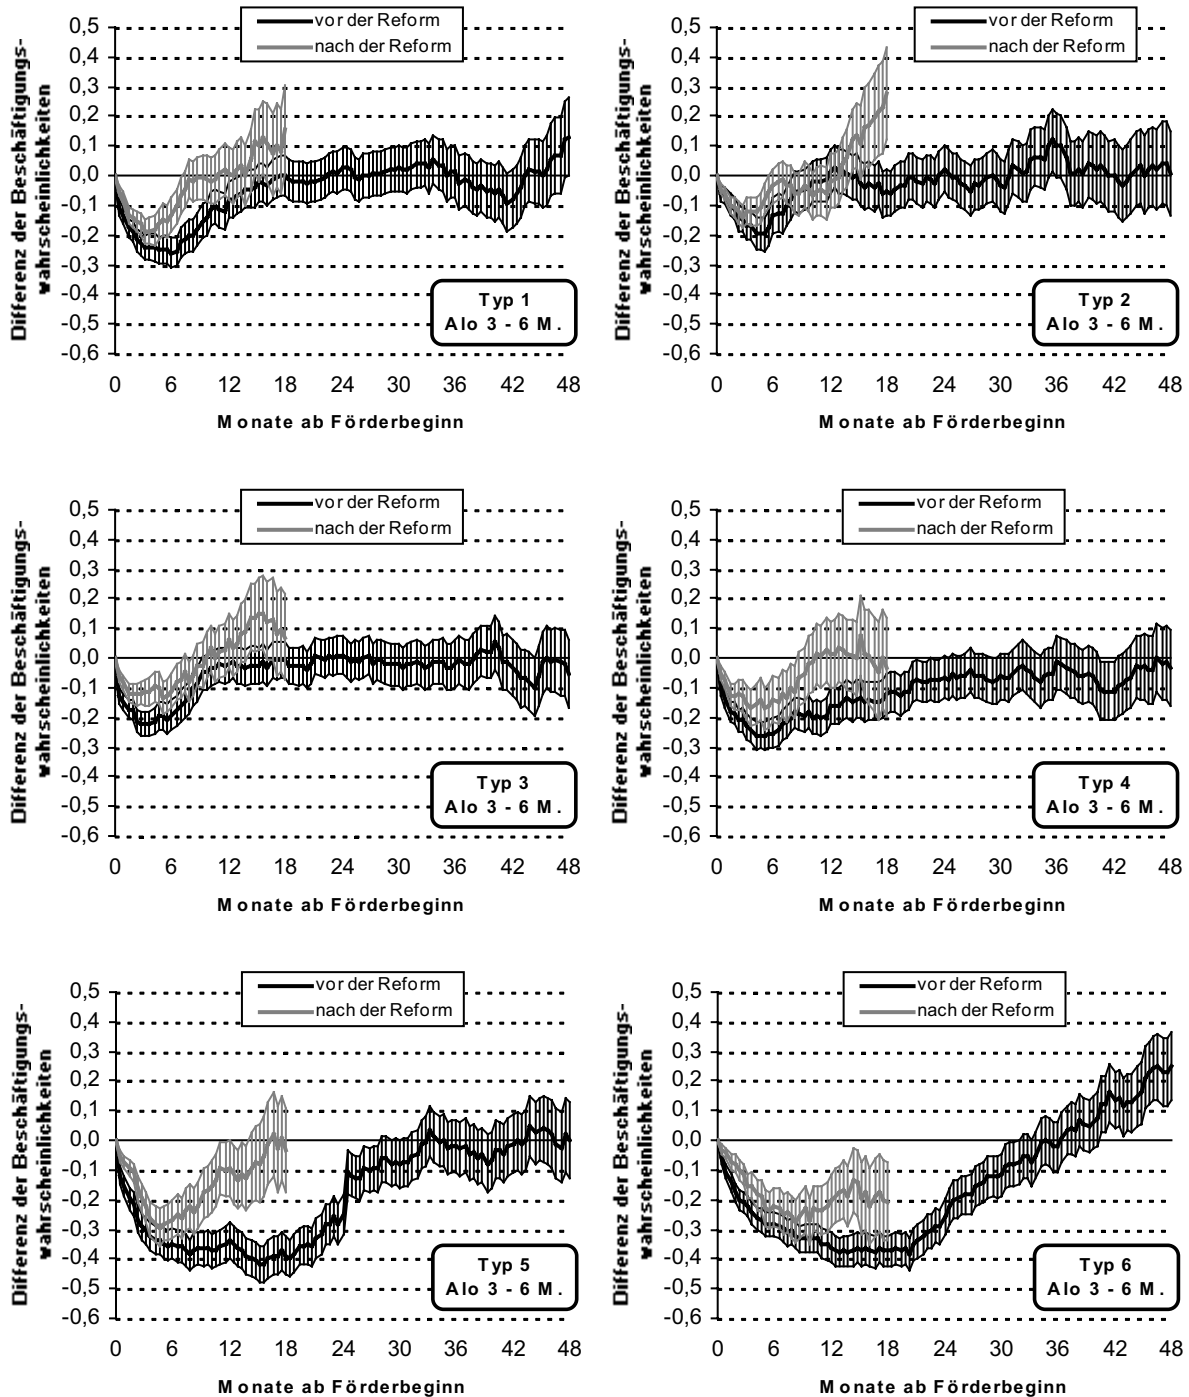 vor der Reform
nach der Reform
0,5
0,4
0,3
0,2
0,1
0,0
-0,1
-0,2
-0,3
-0,4
-0,5
-0,6
Differenz der Beschäftigungs-
wahrscheinlichkeiten
Typ 1
Alo 3 - 6 M.
0 6 12 18 24 30 36 42 48
Monate ab Förderbeginn
vor der Reform
nach der Reform
0,5
0,4
0,3
0,2
0,1
0,0
-0,1
-0,2
-0,3
-0,4
-0,5
-0,6
Differenz der Beschäftigungs-
wahrscheinlichkeiten
Typ 2
Alo 3 - 6 M.
0 6 12 18 24 30 36 42 48
Monate ab Förderbeginn
vor der Reform
nach der Reform
0,5
0,4
0,3
0,2
0,1
0,0
-0,1
-0,2
-0,3
-0,4
-0,5
-0,6
Differenz der Beschäftigungs-
wahrscheinlichkeiten
Typ 3
Alo 3 - 6 M.
0 6 12 18 24 30 36 42 48
Monate ab Förderbeginn
vor der Reform
nach der Reform
0,5
0,4
0,3
0,2
0,1
0,0
-0,1
-0,2
-0,3
-0,4
-0,5
-0,6
Differenz der Beschäftigungs-
wahrscheinlichkeiten
Typ 4
Alo 3 - 6 M.
0 6 12 18 24 30 36 42 48
Monate ab Förderbeginn
vor der Reform
nach der Reform
0,5
0,4
0,3
0,2
0,1
0,0
-0,1
-0,2
-0,3
-0,4
-0,5
-0,6
Differenz der Beschäftigungs-
wahrscheinlichkeiten
Typ 5
Alo 3 - 6 M.
0 6 12 18 24 30 36 42 48
Monate ab Förderbeginn
vor der Reform
nach der Reform
0,5
0,4
0,3
0,2
0,1
0,0
-0,1
-0,2
-0,3
-0,4
-0,5
-0,6
Differenz der Beschäftigungs-
wahrscheinlichkeiten
Typ 6
Alo 3 - 6 M.
0 6 12 18 24 30 36 42 48
Monate ab Förderbeginn